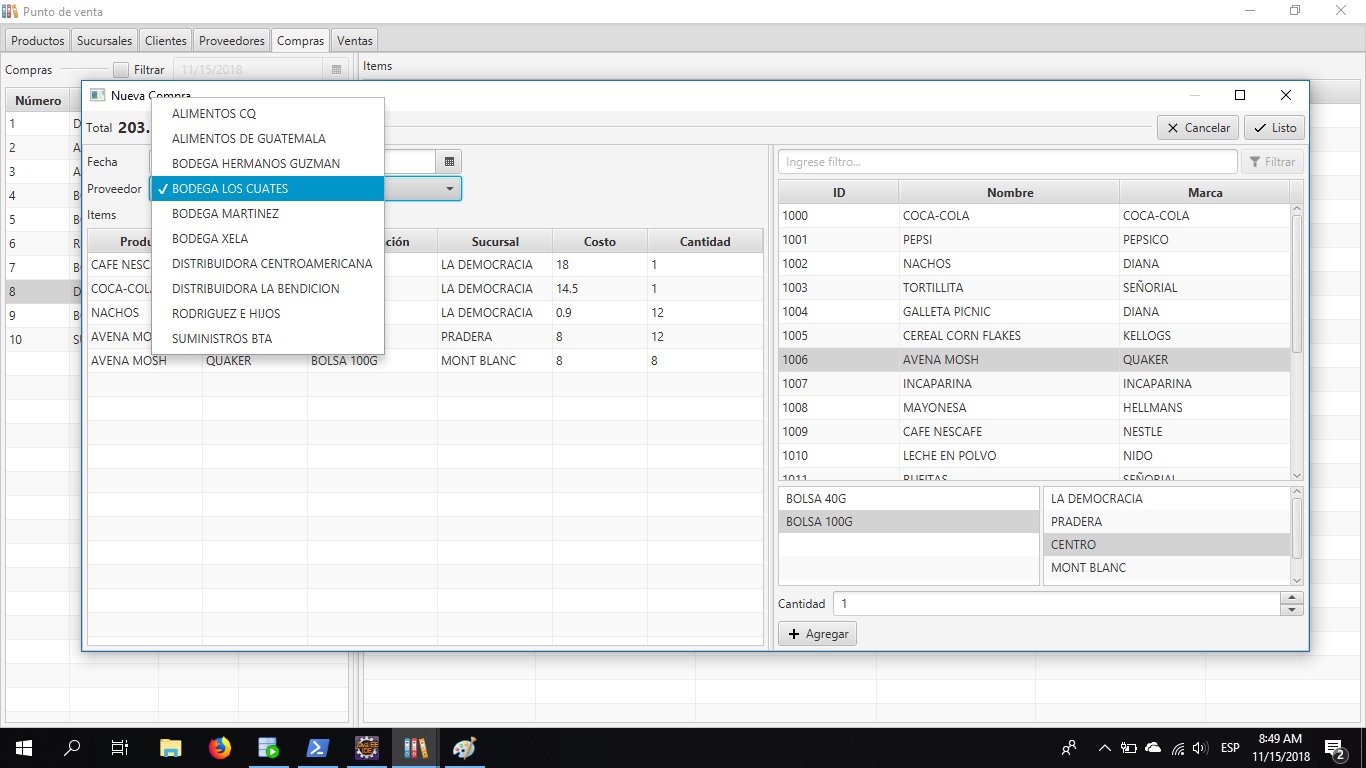 Punto de venta
Productos Sucursales Clientes Proveedores Compras Ventas
Compras Filtrar 11/15/2018 Items
Número
1
2
3
4
5
6
7
8
9
10
Nueva Compra
Total 203. Cancelar Listo
Fecha
Proveedor
ALIMENTOS CQ
ALIMENTOS DE GUATEMALA
BODEGA HERMANOS GUZMAN
✓ BODEGA LOS CUATES
BODEGA MARTINEZ
BODEGA XELA
DISTRIBUIDORA CENTROAMERICANA
DISTRIBUIDORA LA BENDICION
RODRIGUEZ E HIJOS
SUMINISTROS BTA
Items
Produ ción Sucursal Costo Cantidad
CAFE NESC LA DEMOCRACIA 18 1
COCA-COLA LA DEMOCRACIA 14.5 1
NACHOS LA DEMOCRACIA 0.9 12
AVENA MO PRADERA 8 12
AVENA MOSH QUAKER BOLSA 100G MONT BLANC 8 8
Ingrese filtro... Filtrar
ID Nombre Marca
1000 COCA-COLA COCA-COLA
1001 PEPSI PEPSICO
1002 NACHOS DIANA
1003 TORTILLITA SEÑORIAL
1004 GALLETA PICNIC DIANA
1005 CEREAL CORN FLAKES KELLOGS
1006 AVENA MOSH QUAKER
1007 INCAPARINA INCAPARINA
1008 MAYONESA HELLMANS
1009 CAFE NESCAFE NESTLE
1010 LECHE EN POLVO NIDO
1011 SEÑORIAL
BOLSA 40G
BOLSA 100G
LA DEMOCRACIA
PRADERA
CENTRO
MONT BLANC
Cantidad 1
+ Agregar
ESP 8:49 AM
11/15/2018 2